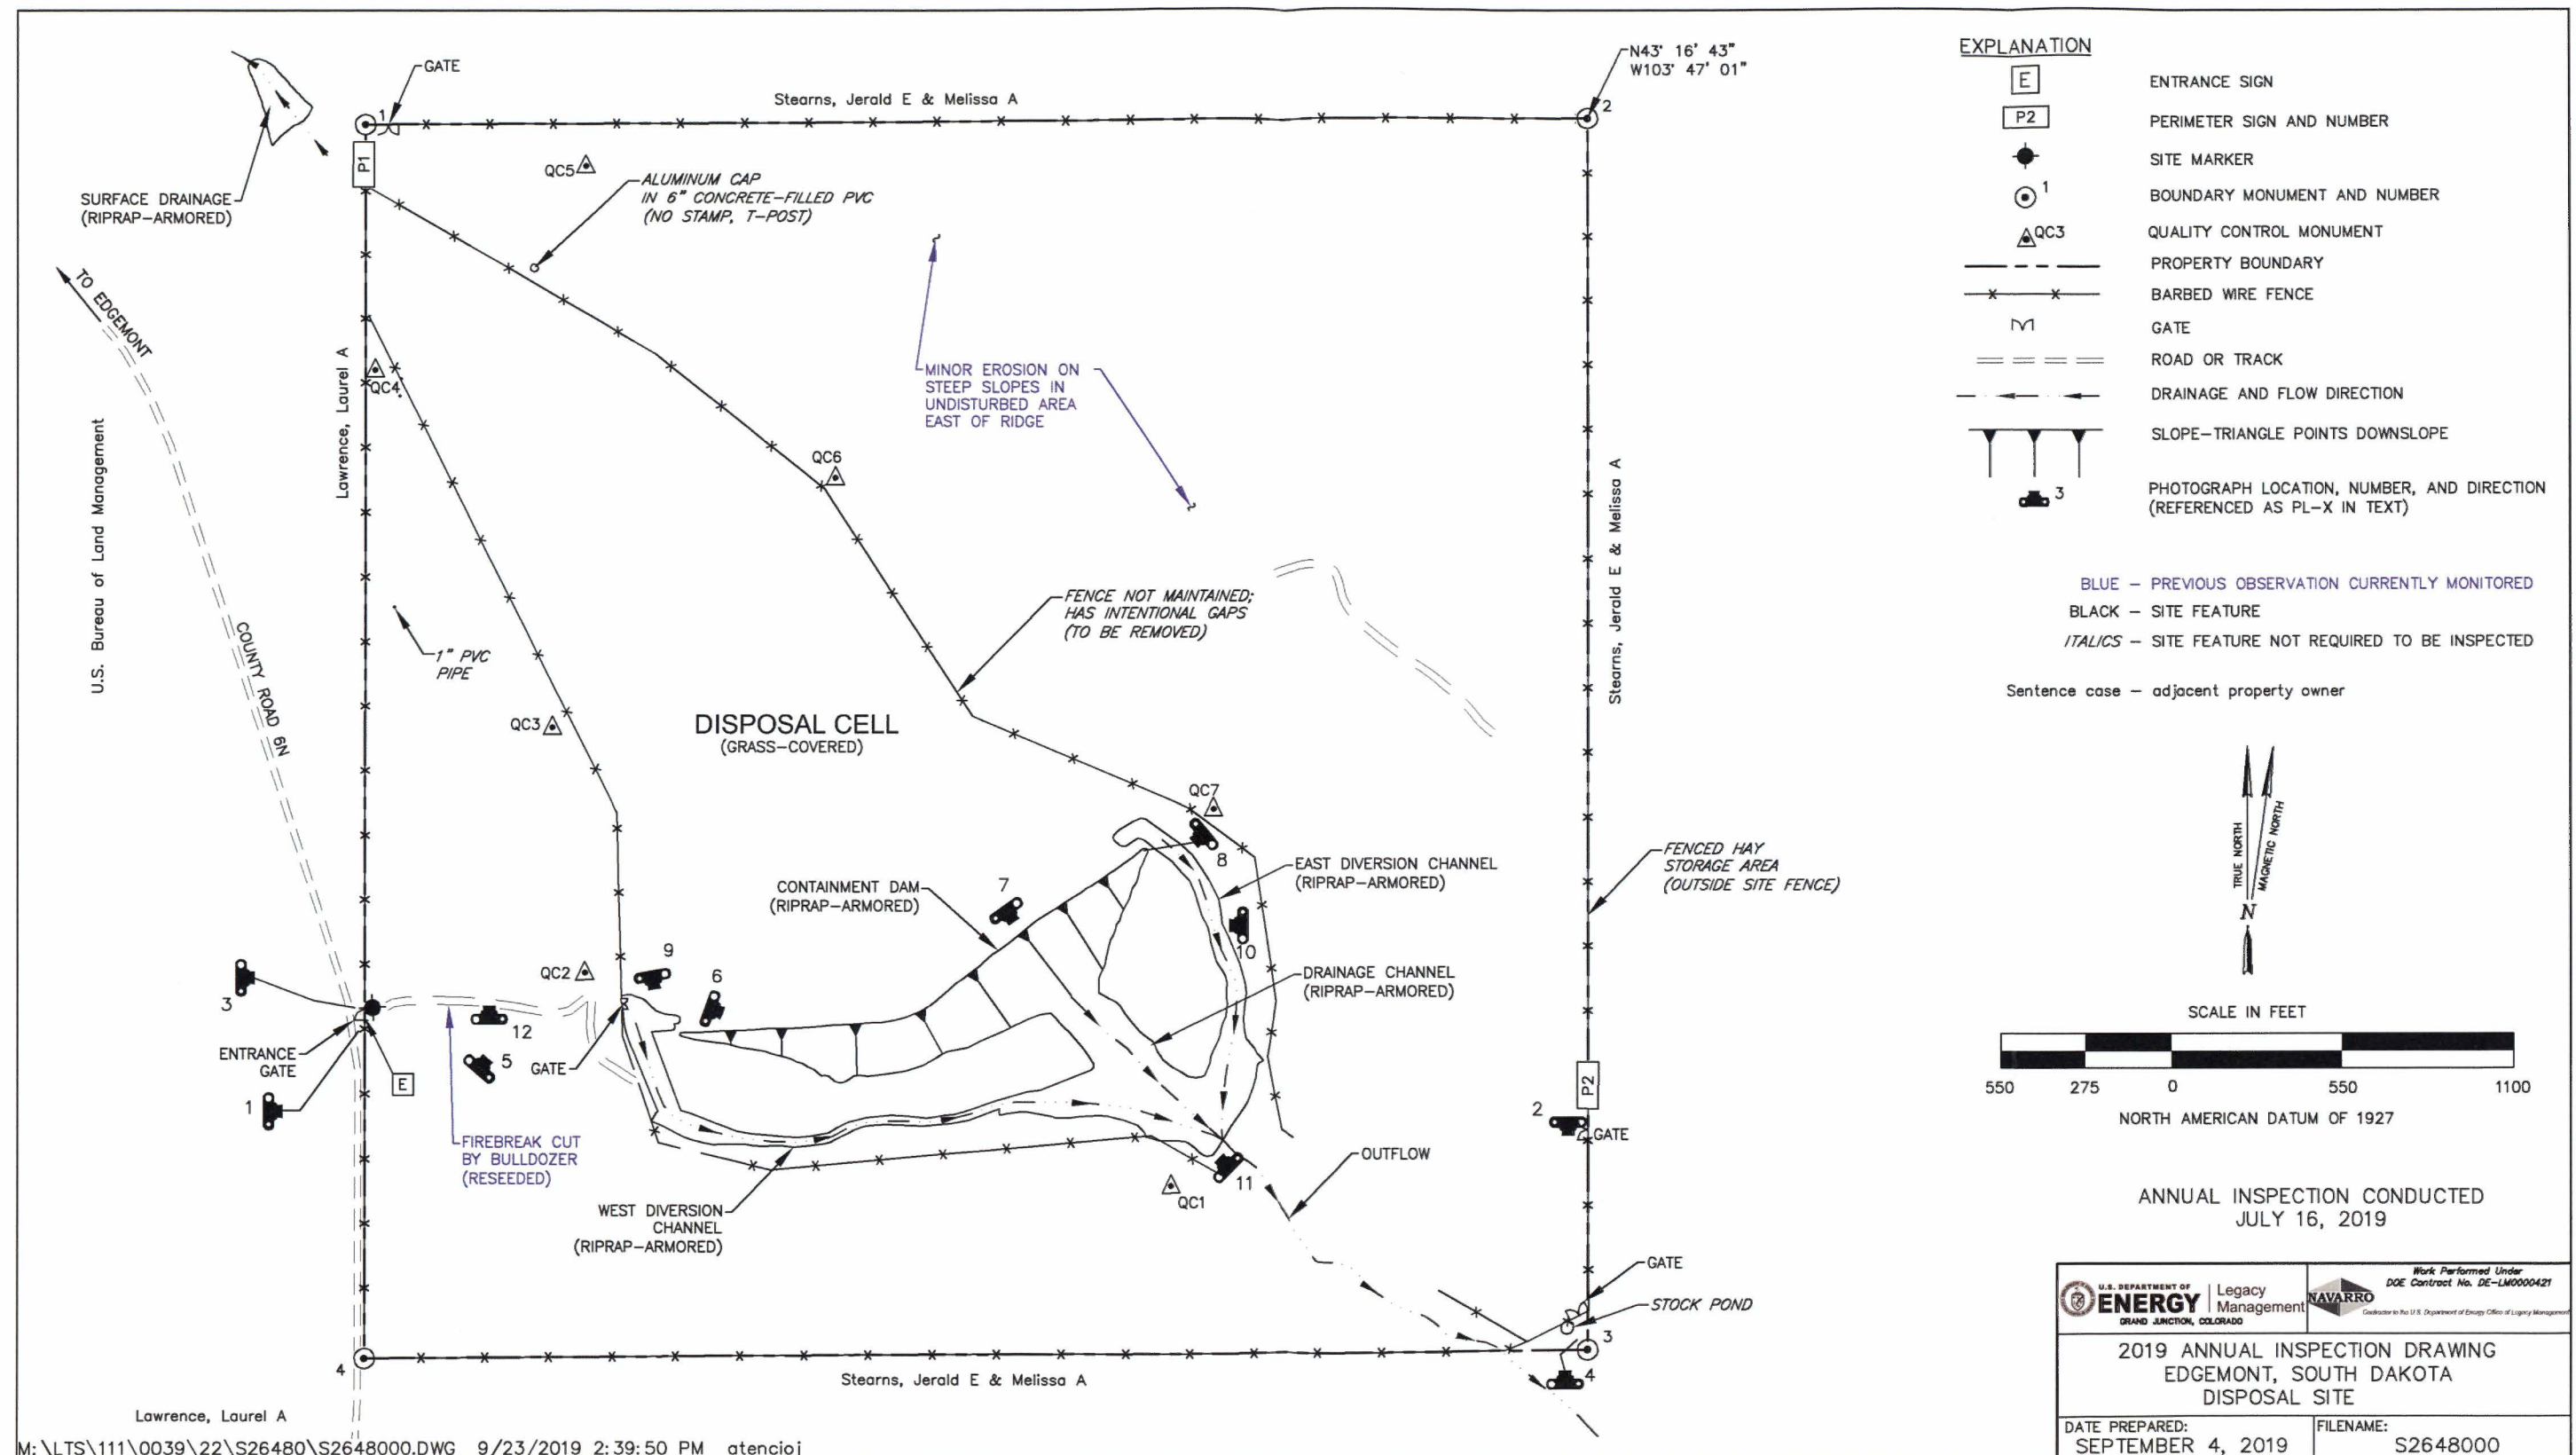 GATE
N43' 16' 43"
W103' 47' 01"
Stearns, Jerald E & Melissa A
1
2
P1
QC5
ALUMINUM CAP
IN 6" CONCRETE-FILLED PVC
(NO STAMP, T-POST)
SURFACE DRAINAGE
(RIPRAP-ARMORED)
TO EDGEMONT
Lawrence, Laurel A
QC4
U.S. Bureau of Land Management
MINOR EROSION ON
STEEP SLOPES IN
UNDISTURBED AREA
EAST OF RIDGE
QC6
Stearns, Jerald E & Melissa A
FENCE NOT MAINTAINED;
HAS INTENTIONAL GAPS
(TO BE REMOVED)
1" PVC
PIPE
COUNTY ROAD 6N
QC3
DISPOSAL CELL
(GRASS-COVERED)
QC7
8
FENCED HAY
STORAGE AREA
(OUTSIDE SITE FENCE)
EAST DIVERSION CHANNEL
(RIPRAP-ARMORED)
CONTAINMENT DAM
(RIPRAP-ARMORED)
7
10
9
6
QC2
DRAINAGE CHANNEL
(RIPRAP-ARMORED)
3
12
5
ENTRANCE
GATE
GATE
E
1
P2
2
GATE
FIREBREAK CUT
BY BULLDOZER
(RESEEDED)
OUTFLOW
11
QC1
WEST DIVERSION
CHANNEL
(RIPRAP-ARMORED)
GATE
STOCK POND
3
4
4
Stearns, Jerald E & Melissa A
Lawrence, Laurel A
M:\LTS\111\0039\22\S26480\S2648000.DWG 9/23/2019 2:39:50 PM atencioj
EXPLANATION
E ENTRANCE SIGN
P2 PERIMETER SIGN AND NUMBER
SITE MARKER
1 BOUNDARY MONUMENT AND NUMBER
QC3 QUALITY CONTROL MONUMENT
PROPERTY BOUNDARY
BARBED WIRE FENCE
GATE
ROAD OR TRACK
DRAINAGE AND FLOW DIRECTION
SLOPE-TRIANGLE POINTS DOWNSLOPE
3 PHOTOGRAPH LOCATION, NUMBER, AND DIRECTION
(REFERENCED AS PL-X IN TEXT)
BLUE - PREVIOUS OBSERVATION CURRENTLY MONITORED
BLACK - SITE FEATURE
ITALICS - SITE FEATURE NOT REQUIRED TO BE INSPECTED
Sentence case - adjacent property owner
TRUE NORTH
MAGNETIC NORTH
N
SCALE IN FEET
550 275 0 550 1100
NORTH AMERICAN DATUM OF 1927
ANNUAL INSPECTION CONDUCTED
JULY 16, 2019
U.S. DEPARTMENT OF
ENERGY
GRAND JUNCTION, COLORADO
Legacy
Management
NAVARRO
Work Performed Under
DOE Contract No. DE-LM0000421
Contractor to the U.S. Department of Energy Office of Legacy Management
2019 ANNUAL INSPECTION DRAWING
EDGEMONT, SOUTH DAKOTA
DISPOSAL SITE
DATE PREPARED:
SEPTEMBER 4, 2019
FILENAME:
S2648000